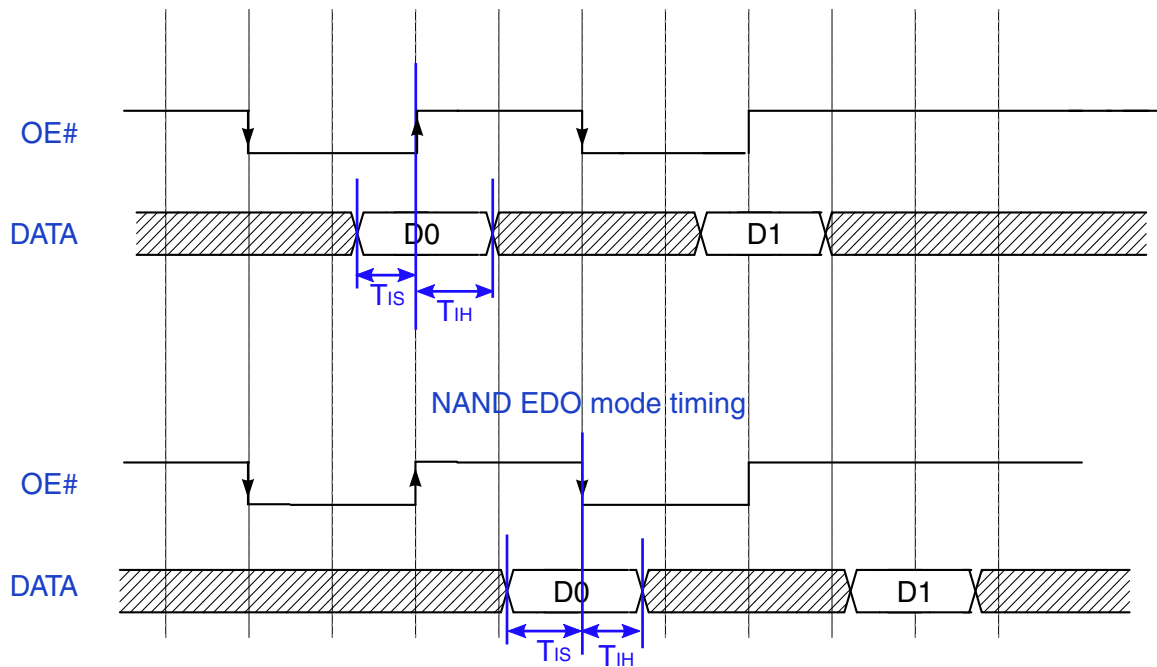 OE#
DATA D0 D1
TIS TIH
NAND EDO mode timing
OE#
DATA D0 D1
TIS TIH